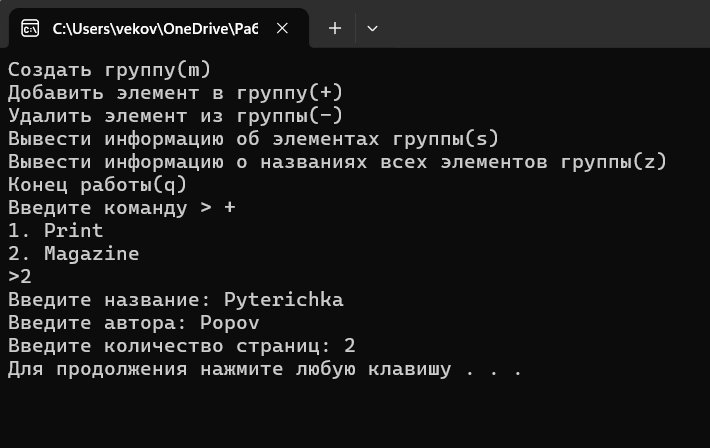 C:\Users\vekov\OneDrive\Раб
Создать группу(m)
Добавить элемент в группу(+)
Удалить элемент из группы(-)
Вывести информацию об элементах группы(s)
Вывести информацию о названиях всех элементов группы(z)
Конец работы(q)
Введите команду > +
1. Print
2. Magazine
>2
Введите название: Pyterichka
Введите автора: Popov
Введите количество страниц: 2
Для продолжения нажмите любую клавишу . . .